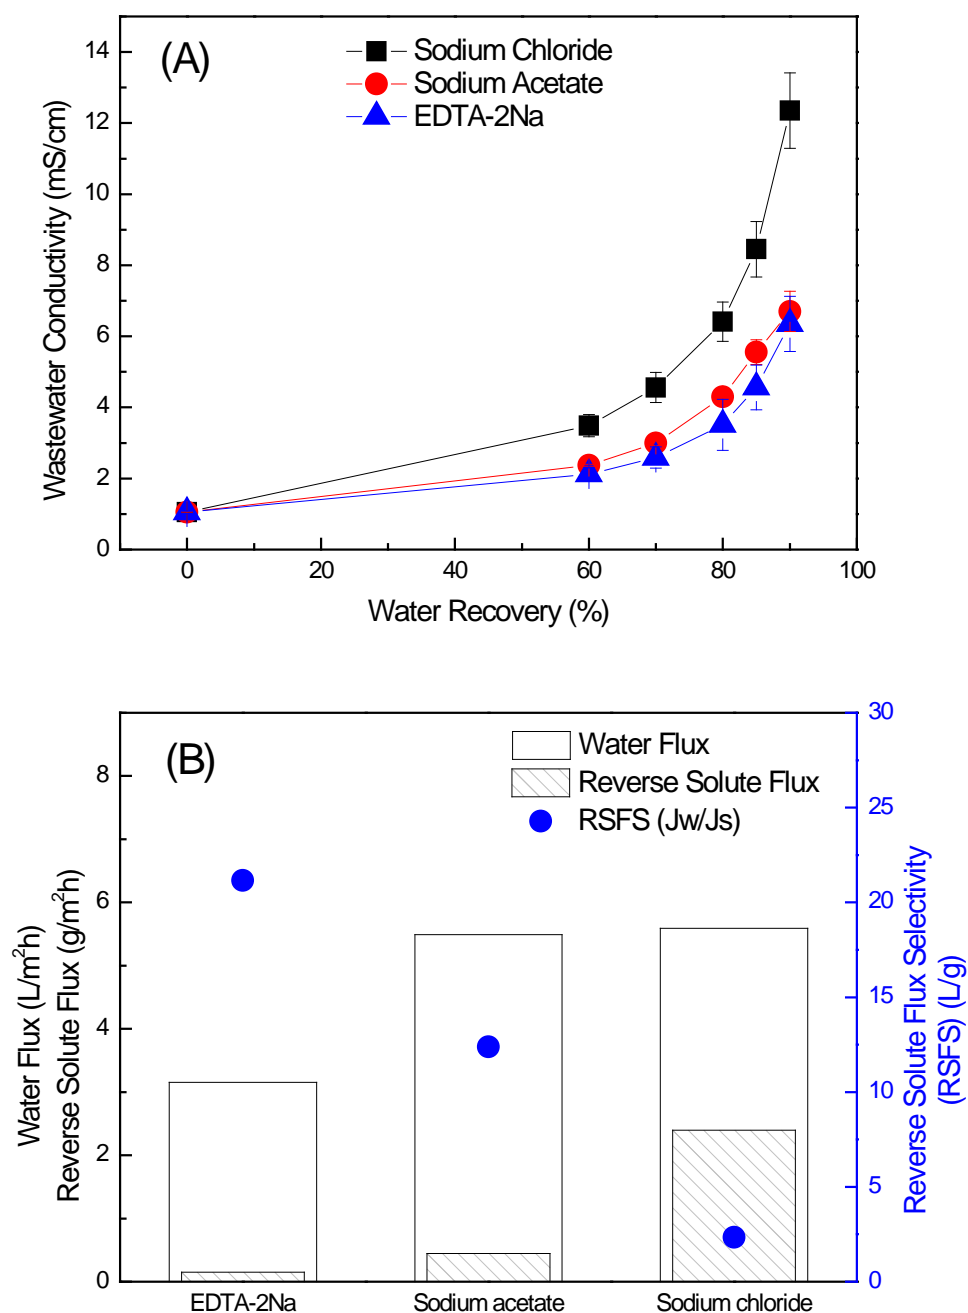 (A)
Sodium Chloride
Sodium Acetate
EDTA-2Na
14
12
10
8
6
4
2
0
Wastewater Conductivity (mS/cm)
0 20 40 60 80 100
Water Recovery (%)
(B)
Water Flux
Reverse Solute Flux
RSFS (Jw/Js)
8
6
4
2
0
Water Flux (L/m²h)
Reverse Solute Flux (g/m²h)
30
25
20
15
10
5
0
Reverse Solute Flux Selectivity
(RSFS) (L/g)
EDTA-2Na Sodium acetate Sodium chloride